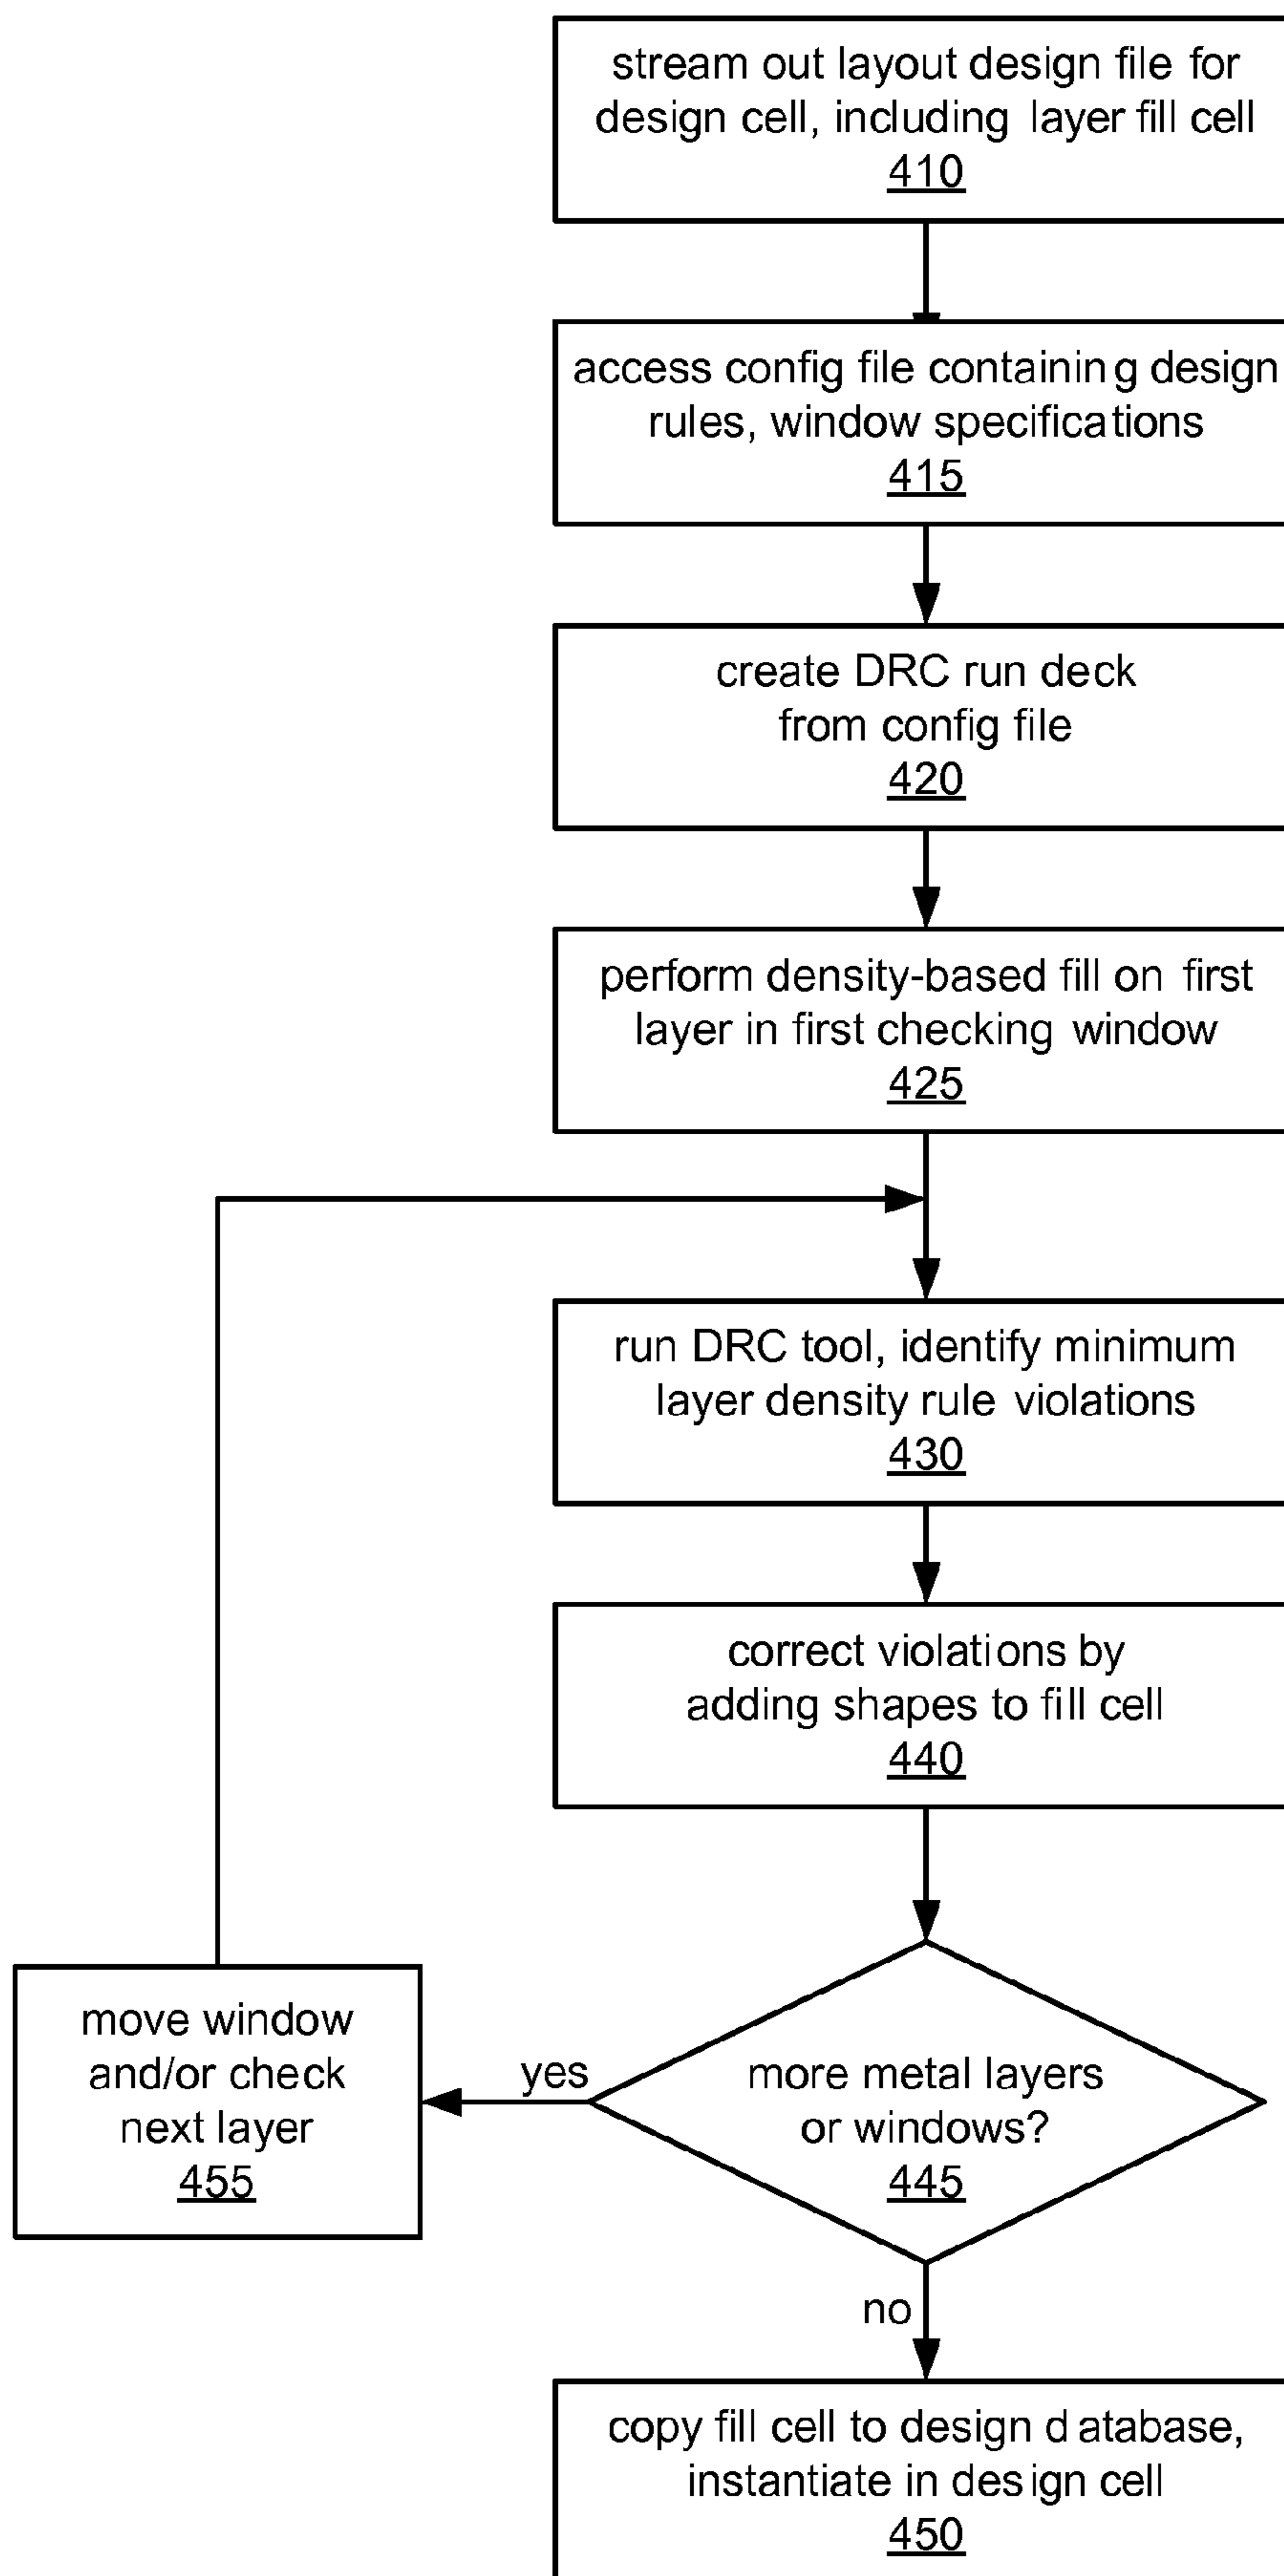 stream out layout design file for
design cell, including layer fill cell
410
access config file containing design
rules, window specifications
415
create DRC run deck
from config file
420
perform density-based fill on first
layer in first checking window
425
run DRC tool, identify minimum
layer density rule violations
430
correct violations by
adding shapes to fill cell
440
more metal layers
or windows?
445
yes
move window
and/or check
next layer
455
no
copy fill cell to design database,
instantiate in design cell
450